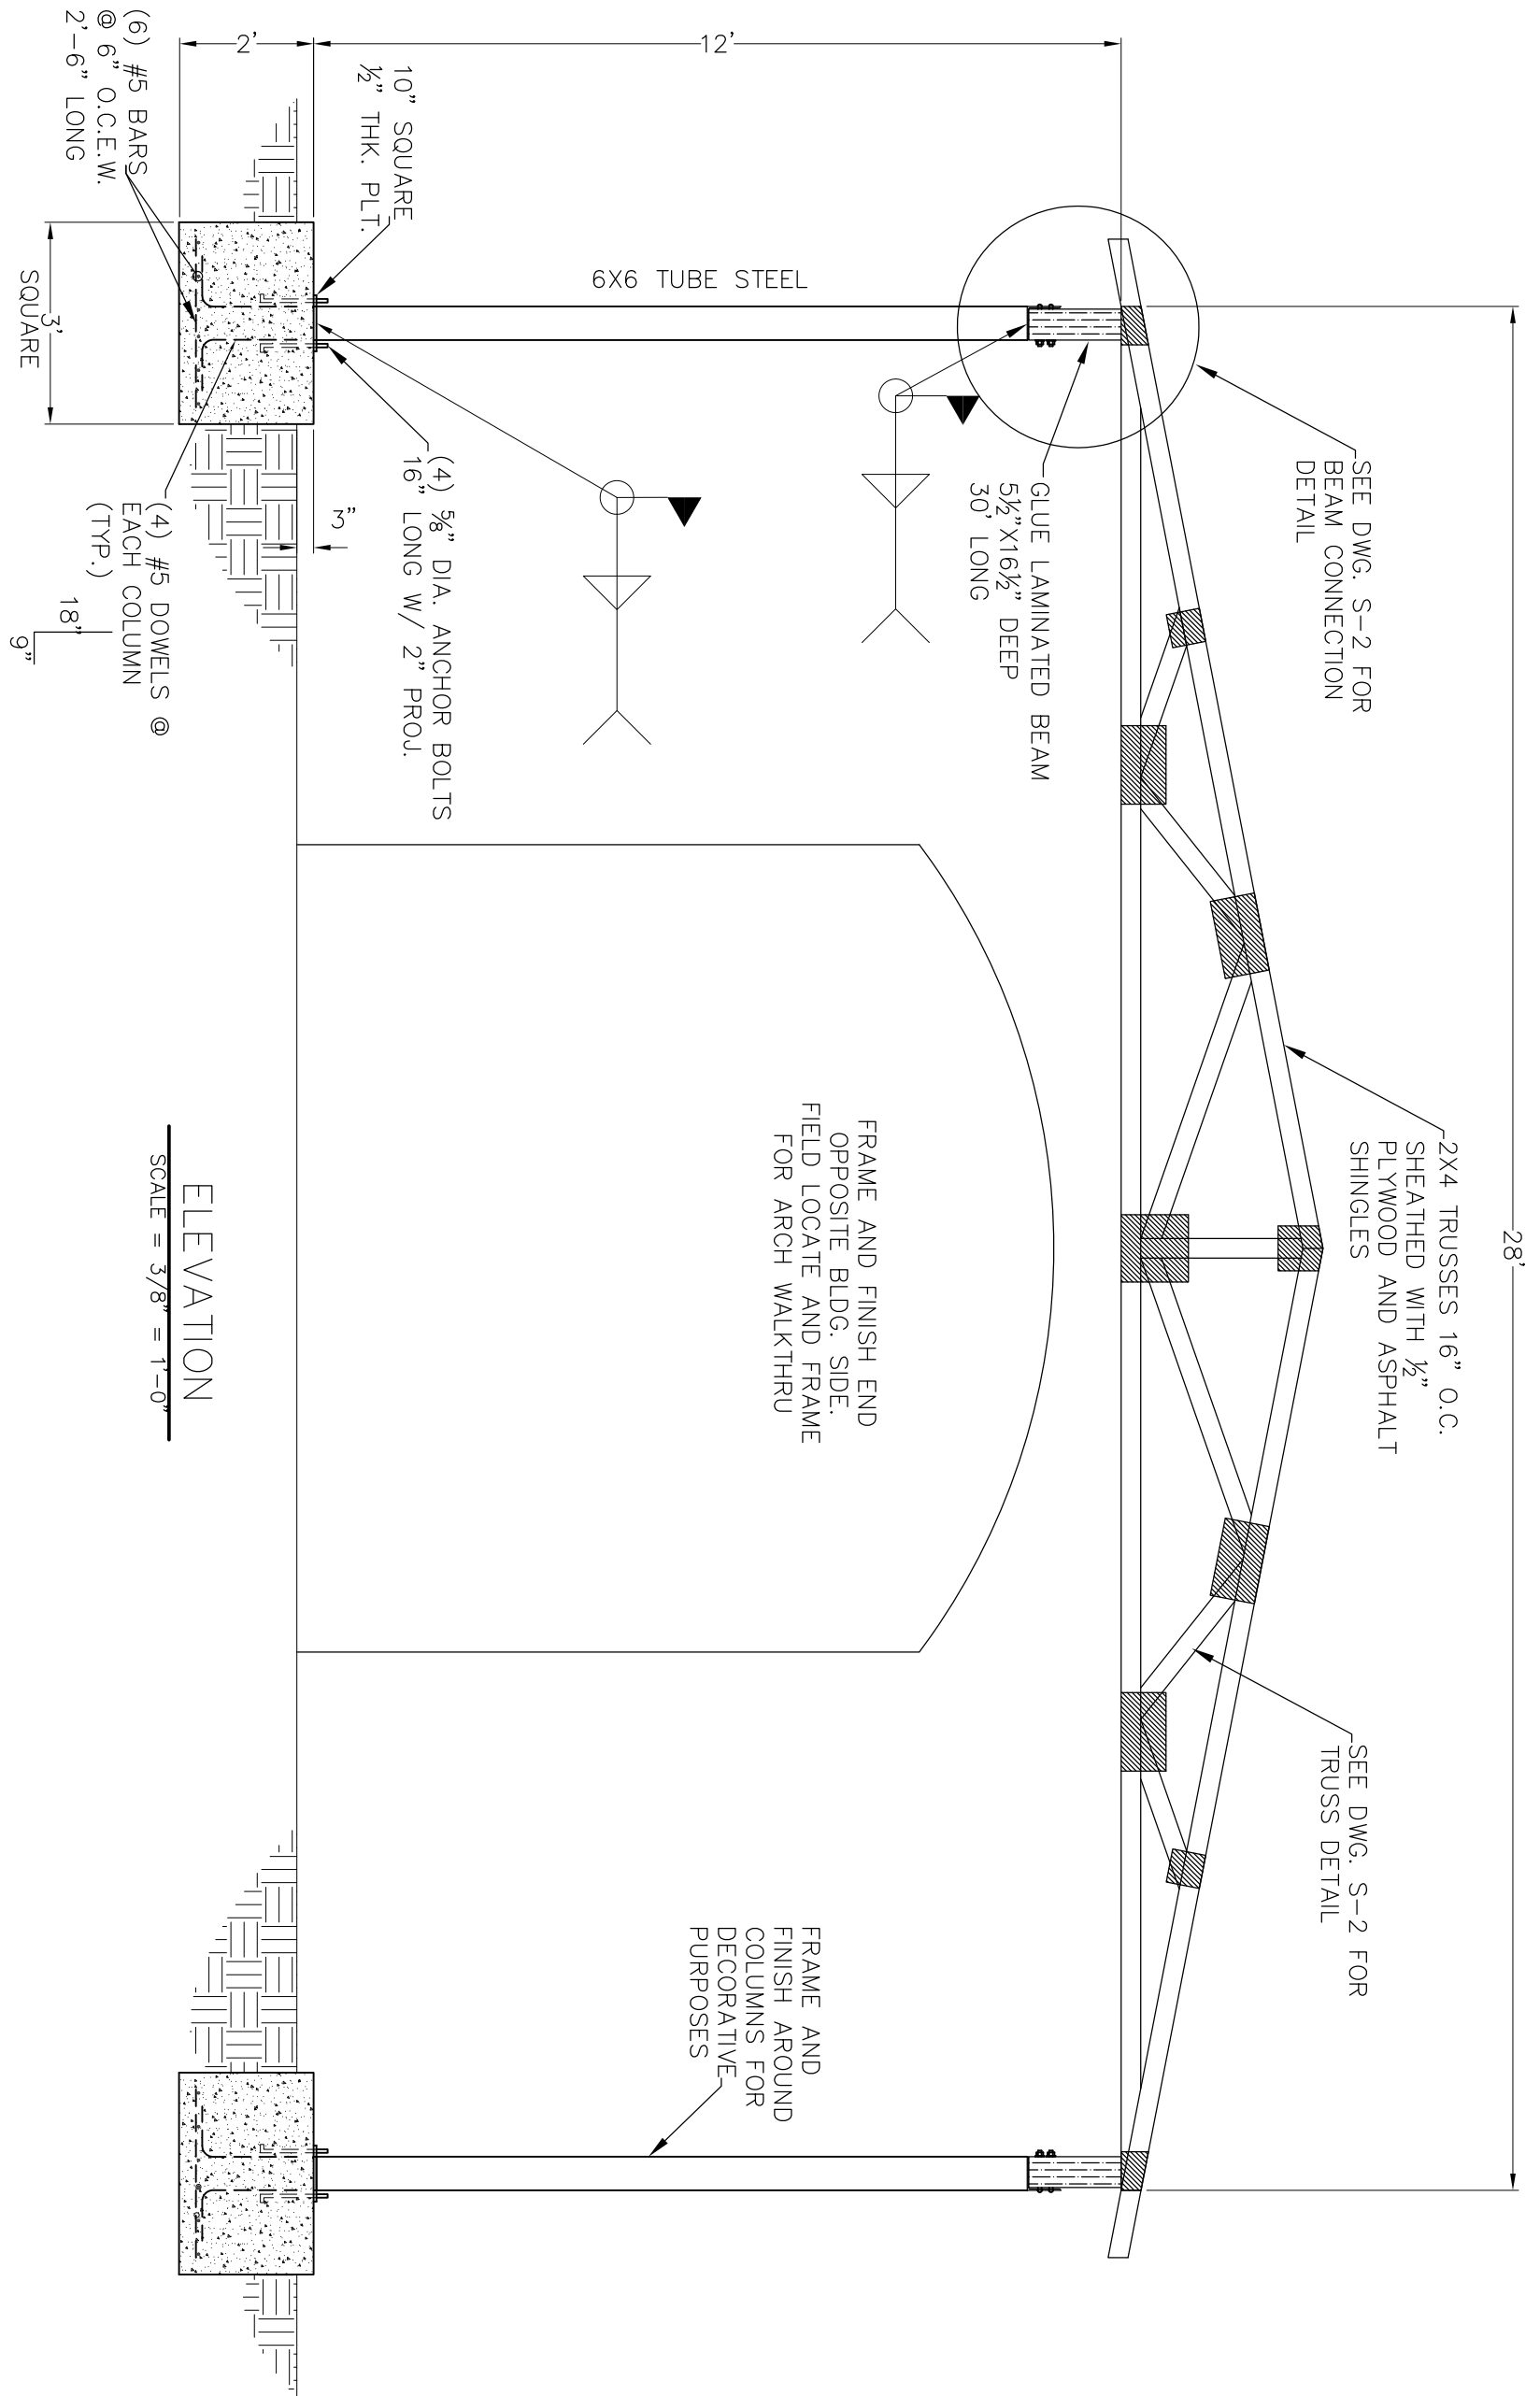 28'
2X4 TRUSSES 16" O.C.
SHEATHED WITH ½"
PLYWOOD AND ASPHALT
SHINGLES
SEE DWG. S-2 FOR
BEAM CONNECTION
DETAIL
SEE DWG. S-2 FOR
TRUSS DETAIL
12'
GLUE LAMINATED BEAM
5½"X16½" DEEP
30' LONG
6X6 TUBE STEEL
FRAME AND FINISH END
OPPOSITE BLDG. SIDE.
FIELD LOCATE AND FRAME
FOR ARCH WALKTHRU
FRAME AND
FINISH AROUND
COLUMNS FOR
DECORATIVE
PURPOSES
10" SQUARE
½" THK. PLT.
(4) ⅝" DIA. ANCHOR BOLTS
16" LONG W/ 2" PROJ.
3"
2'
(6) #5 BARS
@ 6" O.C.E.W.
2'-6" LONG
3'
SQUARE
(4) #5 DOWELS @
EACH COLUMN
(TYP.)
18"
9"
ELEVATION
SCALE = 3/8" = 1'-0"